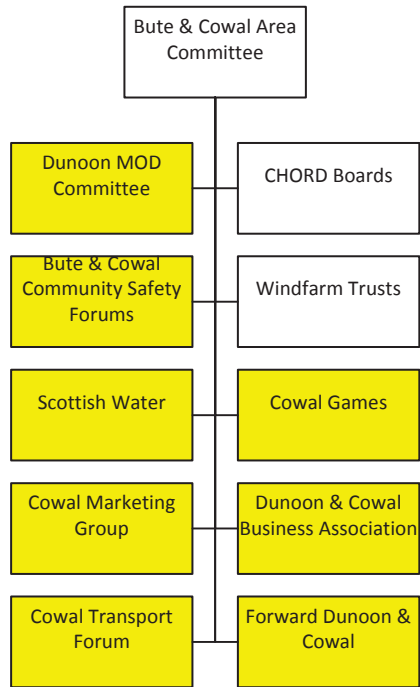 Bute & Cowal Area
Committee
Dunoon MOD
Committee
CHORD Boards
Bute & Cowal
Community Safety
Forums
Windfarm Trusts
Scottish Water
Cowal Games
Cowal Marketing
Group
Dunoon & Cowal
Business Association
Cowal Transport
Forum
Forward Dunoon &
Cowal